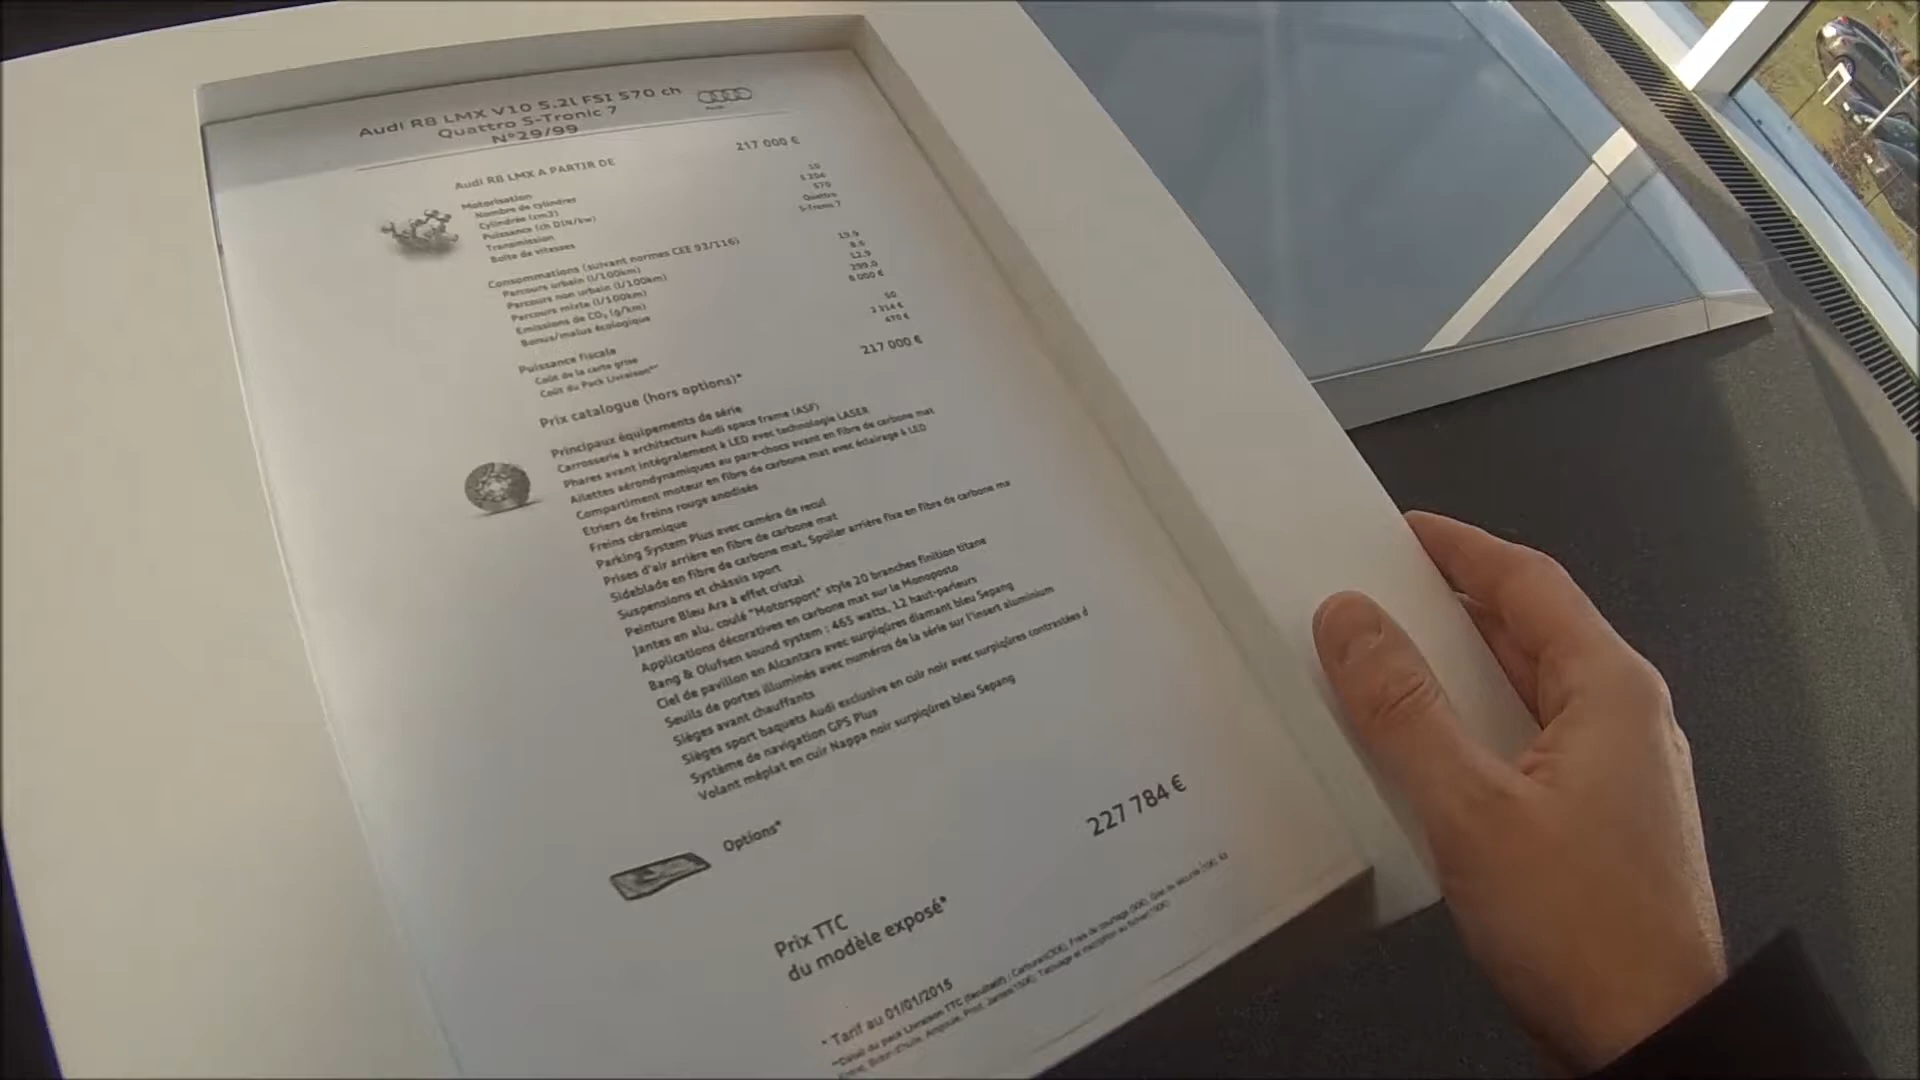 Audi R8 LMX V10 5.2l FSI 570 ch
Quattro S-Tronic 7
N°29/99
Audi R8 LMX A PARTIR DE 217 000 €
Motorisation
Nombre de cylindres 10
Cylindrée (cm3) 5 204
Puissance (ch DIN/kw) 570
Transmission Quattro
Boîte de vitesses S-Tronic 7
Consommations (suivant normes CEE 93/116)
Parcours urbain (l/100km) 19.9
Parcours non urbain (l/100km)
Parcours mixte (l/100km) 12.9
Emissions de CO₂ (g/km) 299.0
Bonus/malus écologique 8 000 €
Puissance fiscale 50
Coût de la carte grise 2 314 €
Coût du Pack Livraison** 470 €
Prix catalogue (hors options)* 217 000 €
Principaux équipements de série
Carrosserie à architecture Audi space frame (ASF)
Phares avant intégralement à LED avec technologie LASER
Ailettes aérondynamiques au pare-chocs avant en fibre de carbone mat
Compartiment moteur en fibre de carbone mat avec éclairage à LED
Etriers de freins rouge anodisés
Freins céramique
Parking System Plus avec caméra de recul
Prises d'air arrière en fibre de carbone mat
Sideblade en fibre de carbone mat, Spoiler arrière fixe en fibre de carbone ma
Suspensions et châssis sport
Peinture Bleu Ara à effet cristal
Jantes en alu. coulé "Motorsport" style 20 branches finition titane
Applications décoratives en carbone mat sur le Monoposto
Bang & Olufsen sound system : 465 watts, 12 haut-parleurs
Ciel de pavillon en Alcantara avec surpiqûres diamant bleu Sepang
Seuils de portes illuminés avec numéros de la série sur l'insert aluminium
Sièges avant chauffants
Sièges sport baquets Audi exclusive en cuir noir avec surpiqûres contrastées d
Système de navigation GPS Plus
Volant méplat en cuir Nappa noir surpiqûres bleu Sepang
Options*
227 784 €
Prix TTC
du modèle exposé*
* Tarif au 01/01/2015